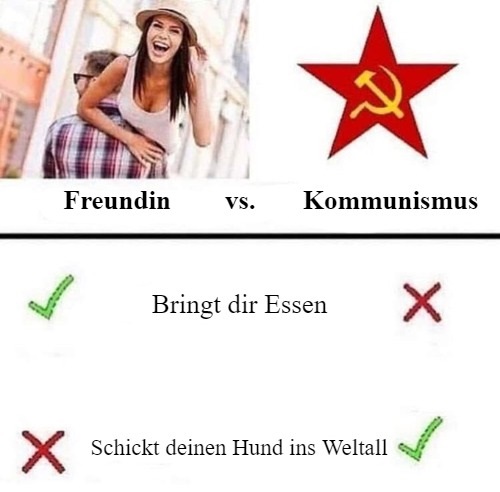 Freundin vs. Kommunismus
Bringt dir Essen
Schickt deinen Hund ins Weltall